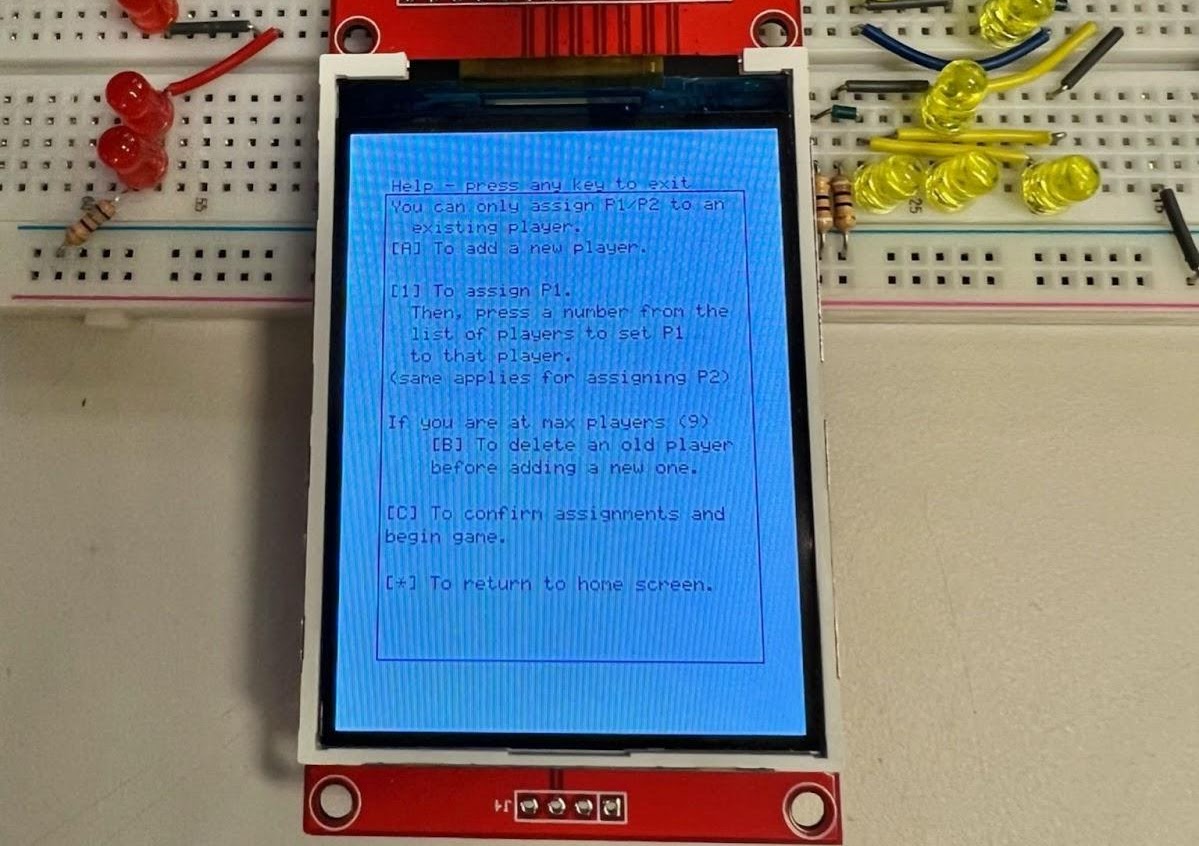 Help - press any key to exit
You can only assign P1/P2 to an
existing player.
[A] To add a new player.
[1] To assign P1.
Then, press a number from the
list of players to set P1
to that player.
(same applies for assigning P2)
If you are at max players (9)
[B] To delete an old player
before adding a new one.
[C] To confirm assignments and
begin game.
[*] To return to home screen.
J4
55
25